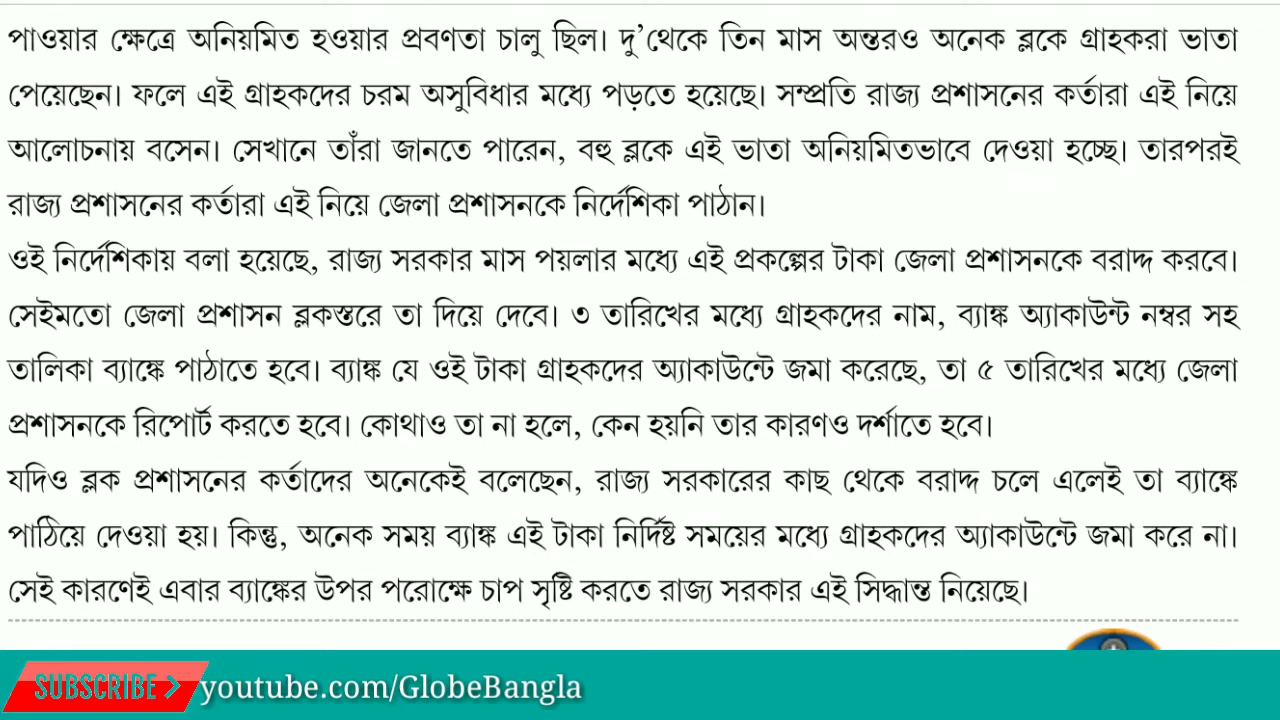 পাওয়ার ক্ষেত্রে অনিয়মিত হওয়ার প্রবণতা চালু ছিল। দু’থেকে তিন মাস অন্তরও অনেক ব্লকে গ্রাহকরা ভাতা
পেয়েছেন। ফলে এই গ্রাহকদের চরম অসুবিধার মধ্যে পড়তে হয়েছে। সম্প্রতি রাজ্য প্রশাসনের কর্তারা এই নিয়ে
আলোচনায় বসেন। সেখানে তাঁরা জানতে পারেন, বহু ব্লকে এই ভাতা অনিয়মিতভাবে দেওয়া হচ্ছে। তারপরই
রাজ্য প্রশাসনের কর্তারা এই নিয়ে জেলা প্রশাসনকে নির্দেশিকা পাঠান।
ওই নির্দেশিকায় বলা হয়েছে, রাজ্য সরকার মাস পয়লার মধ্যে এই প্রকল্পের টাকা জেলা প্রশাসনকে বরাদ্দ করবে।
সেইমতো জেলা প্রশাসন ব্লকস্তরে তা দিয়ে দেবে। ৩ তারিখের মধ্যে গ্রাহকদের নাম, ব্যাঙ্ক অ্যাকাউন্ট নম্বর সহ
তালিকা ব্যাঙ্কে পাঠাতে হবে। ব্যাঙ্ক যে ওই টাকা গ্রাহকদের অ্যাকাউন্টে জমা করেছে, তা ৫ তারিখের মধ্যে জেলা
প্রশাসনকে রিপোর্ট করতে হবে। কোথাও তা না হলে, কেন হয়নি তার কারণও দর্শাতে হবে।
যদিও ব্লক প্রশাসনের কর্তাদের অনেকেই বলেছেন, রাজ্য সরকারের কাছ থেকে বরাদ্দ চলে এলেই তা ব্যাঙ্কে
পাঠিয়ে দেওয়া হয়। কিন্তু, অনেক সময় ব্যাঙ্ক এই টাকা নির্দিষ্ট সময়ের মধ্যে গ্রাহকদের অ্যাকাউন্টে জমা করে না।
সেই কারণেই এবার ব্যাঙ্কের উপর পরোক্ষে চাপ সৃষ্টি করতে রাজ্য সরকার এই সিদ্ধান্ত নিয়েছে।
SUBSCRIBE youtube.com/GlobeBangla